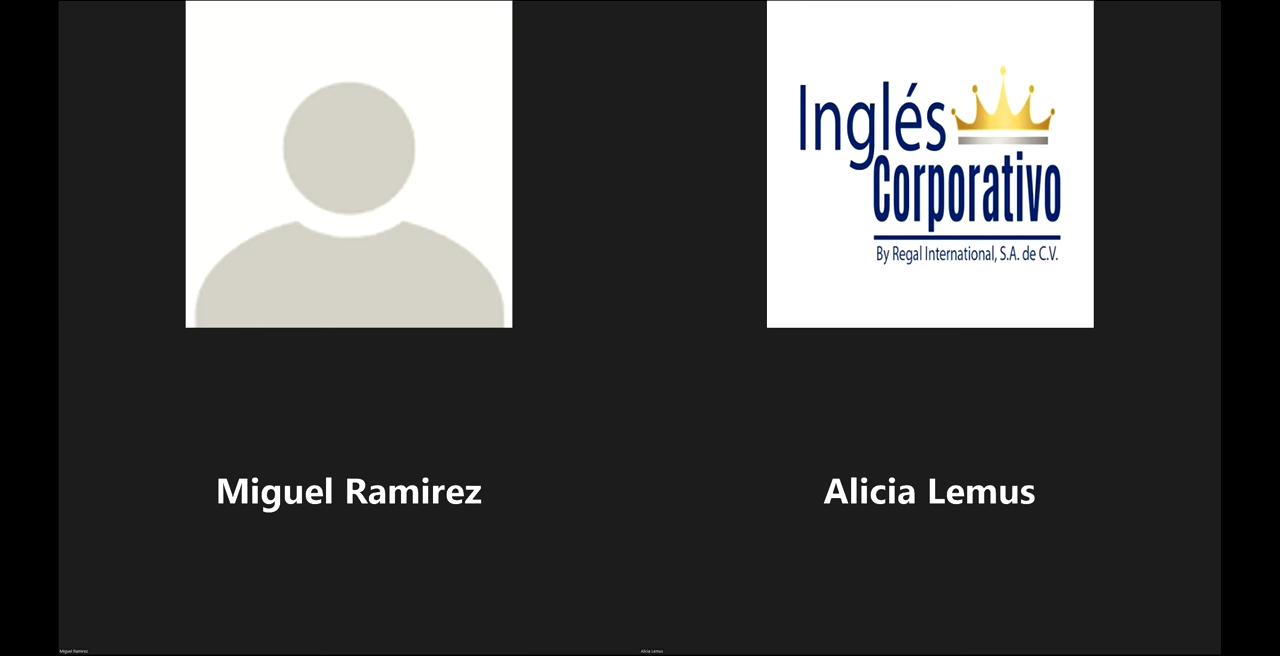 Inglés
Corporativo
By Regal International, S.A. de C.V.
Miguel Ramirez
Alicia Lemus
Miguel Ramirez
Alicia Lemus